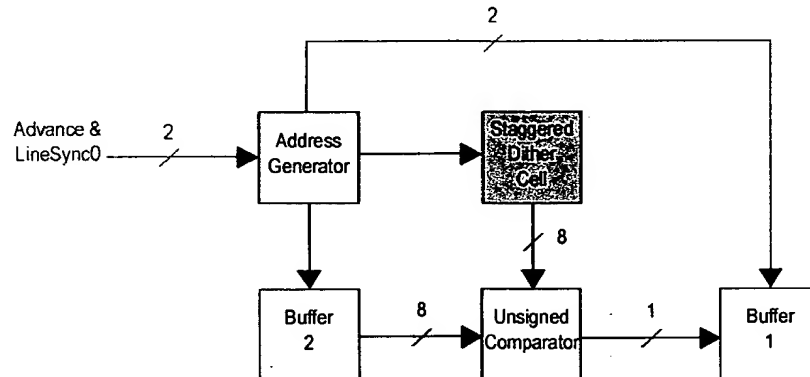 2
Advance &
LineSync0
2
Address
Generator
Staggered
Dither
Cell
8
Buffer
2
8
Unsigned
Comparator
1
Buffer
1